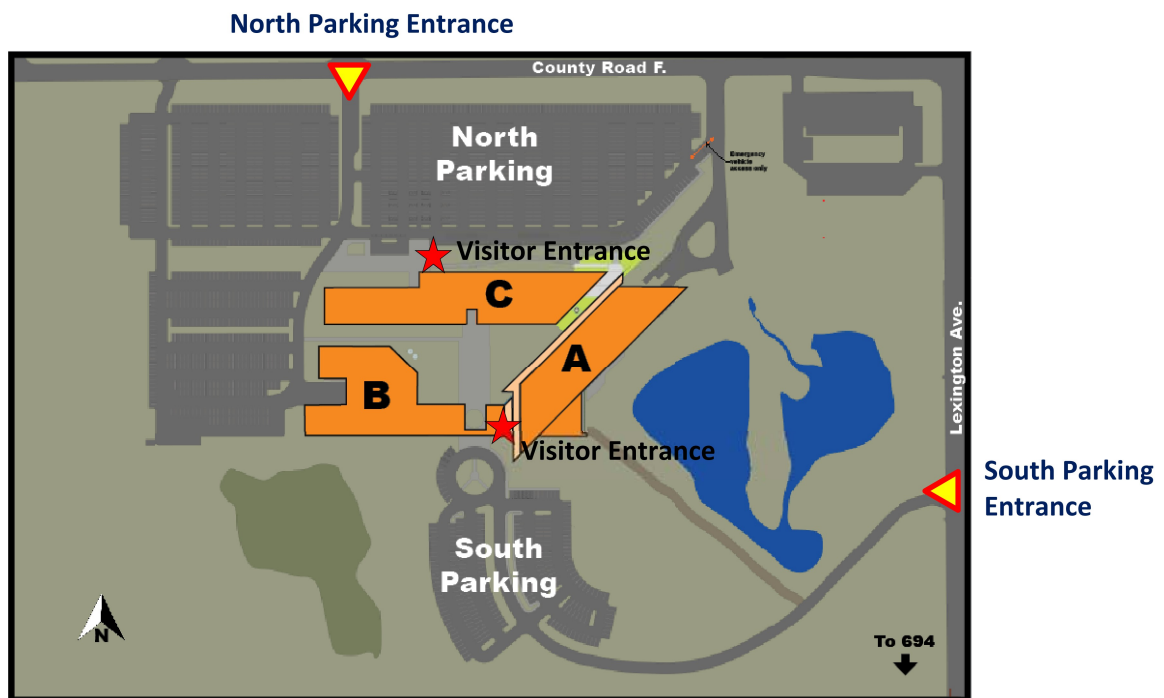 North Parking Entrance
County Road F.
North
Parking
Emergency
vehicle
access only
Visitor Entrance
C
A
B
Lexington Ave.
Visitor Entrance
South Parking
Entrance
South
Parking
N
To 694